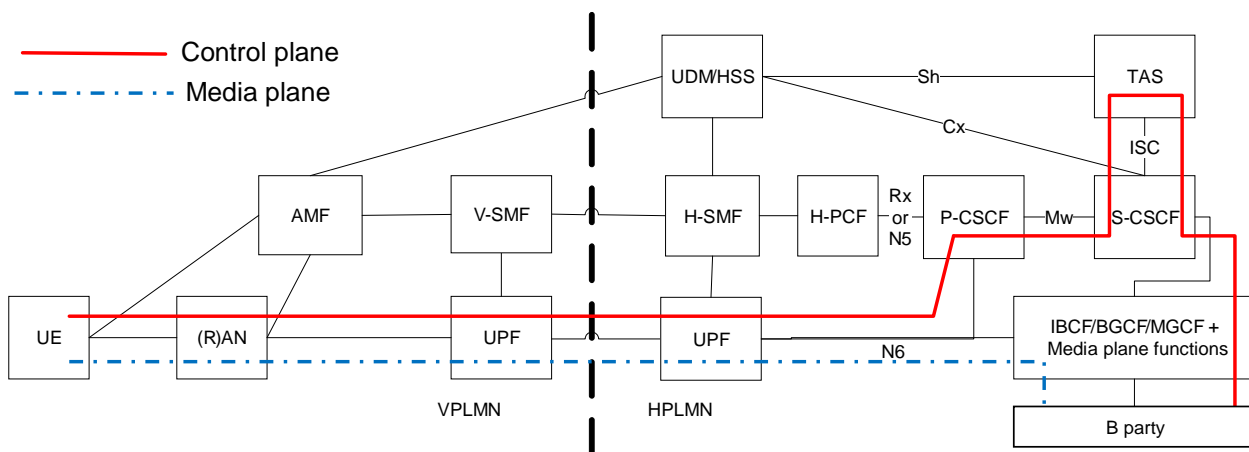 Control plane
Media plane
UDM/HSS
Sh
TAS
Cx
ISC
AMF
V-SMF
H-SMF
H-PCF
Rx
or
N5
P-CSCF
Mw
S-CSCF
UE
(R)AN
UPF
UPF
N6
IBCF/BGCF/MGCF +
Media plane functions
VPLMN
HPLMN
B party